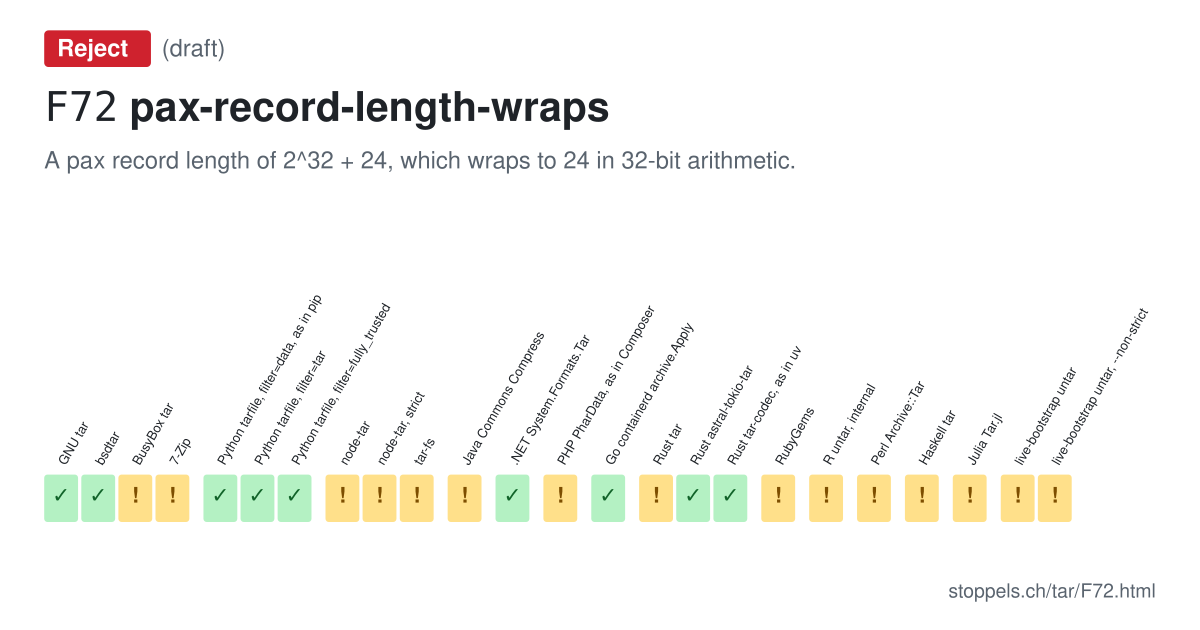 Reject (draft)
F72 pax-record-length-wraps
A pax record length of 2^32 + 24, which wraps to 24 in 32-bit arithmetic.
GNU tar
bsdtar
BusyBox tar
7-Zip
Python tarfile, filter=data, as in pip
Python tarfile, filter=tar
Python tarfile, filter=fully_trusted
node-tar
node-tar, strict
tar-fs
Java Commons Compress
.NET System.Formats.Tar
PHP PharData, as in Composer
Go containerd archive.Apply
Rust tar
Rust astral-tokio-tar
Rust tar-codec, as in uv
RubyGems
R untar, internal
Perl Archive::Tar
Haskell tar
Julia Tar.jl
live-bootstrap untar
live-bootstrap untar, --non-strict
✓ ✓ ! ! ✓ ✓ ✓ ! ! ! ! ✓ ! ✓ ! ✓ ✓ ! ! ! ! ! ! !
stoppels.ch/tar/F72.html